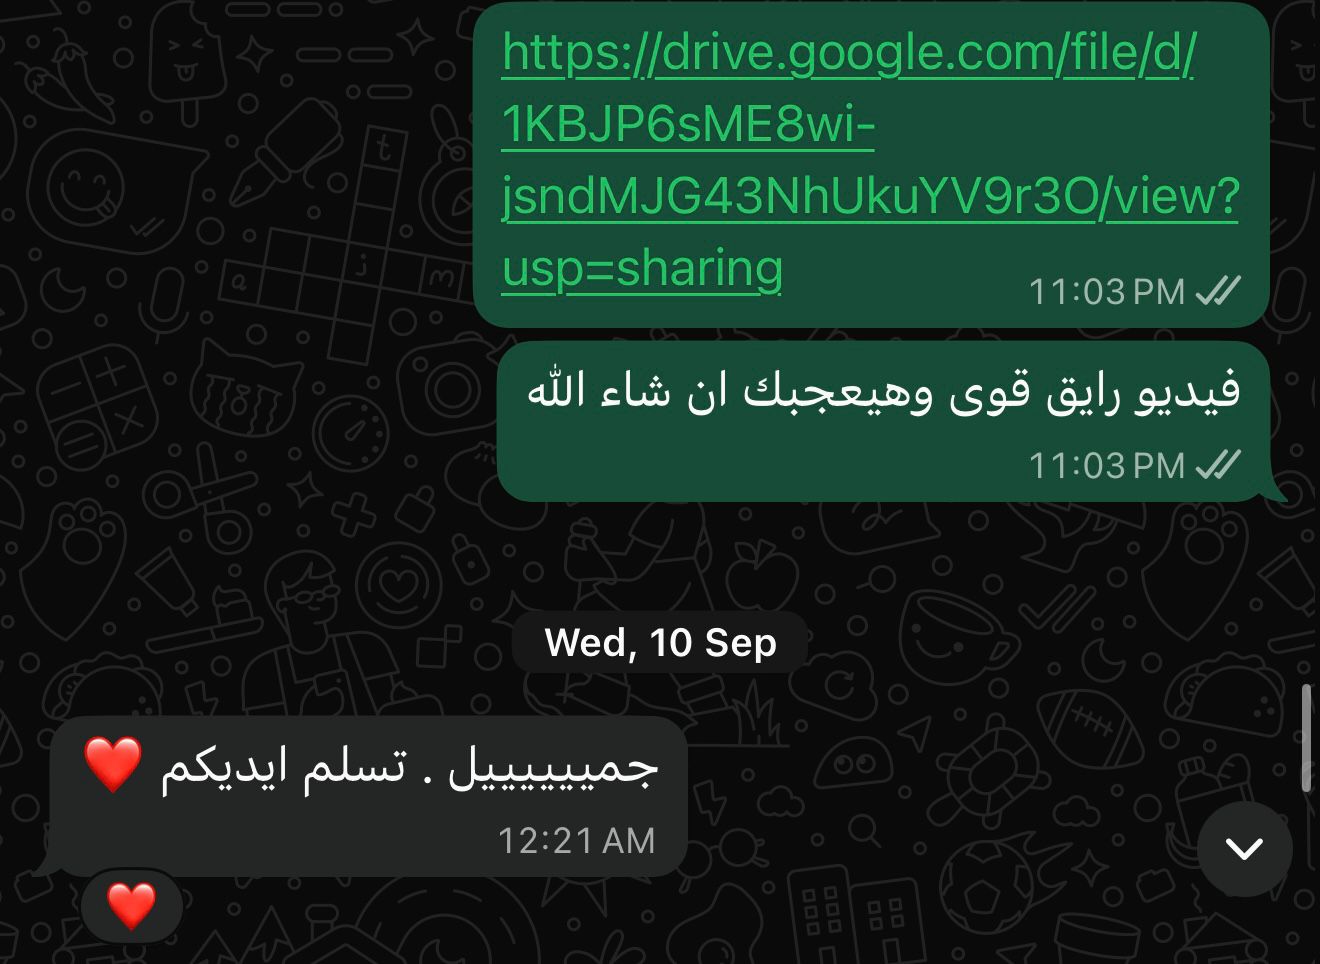 https://drive.google.com/file/d/
1KBJP6sME8wi-
jsndMJG43NhUkuYV9r3O/view?
usp=sharing
11:03 PM
فيديو رايق قوى وهيعجبك ان شاء الله
11:03 PM
Wed, 10 Sep
جميييييييل . تسلم ايديكم ❤️
12:21 AM
❤️